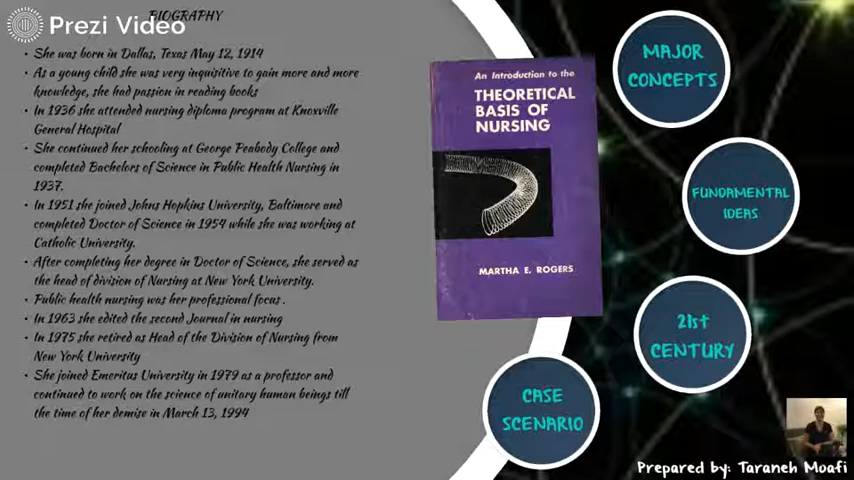 BIOGRAPHY
Prezi Video
• She was born in Dallas, Texas May 12, 1914
• As a young child she was very inquisitive to gain more and more
knowledge, she had passion in reading books
• In 1936 she attended nursing diploma program at Knoxville
General Hospital
• She continued her schooling at George Peabody College and
completed Bachelors of Science in Public Health Nursing in
1937.
• In 1951 she joined Johns Hopkins University, Baltimore and
completed Doctor of Science in 1954 while she was working at
Catholic University.
• After completing her degree in Doctor of Science, she served as
the head of division of Nursing at New York University.
• Public health nursing was her professional focus .
• In 1963 she edited the second Journal in nursing
• In 1975 she retired as Head of the Division of Nursing from
New York University
• She joined Emeritus University in 1979 as a professor and
continued to work on the science of unitary human beings till
the time of her demise in March 13, 1994
An Introduction to the
THEORETICAL
BASIS OF
NURSING
MARTHA E. ROGERS
MAJOR
CONCEPTS
FUNDAMENTAL
IDEAS
21st
CENTURY
CASE
SCENARIO
Prepared by: Taraneh Moafi